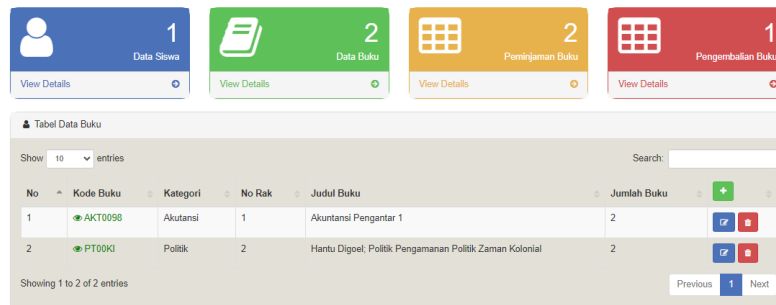 1
Data Siswa
View Details
2
Data Buku
View Details
2
Peminjaman Buku
View Details
1
Pengembalian Buku
View Details
Tabel Data Buku
Show 10 entries Search:
No Kode Buku Kategori No Rak Judul Buku Jumlah Buku
1 AKT0098 Akutansi 1 Akuntansi Pengantar 1 2
2 PT00KI Politik 2 Hantu Digoel; Politik Pengamanan Politik Zaman Kolonial 2
Showing 1 to 2 of 2 entries Previous 1 Next